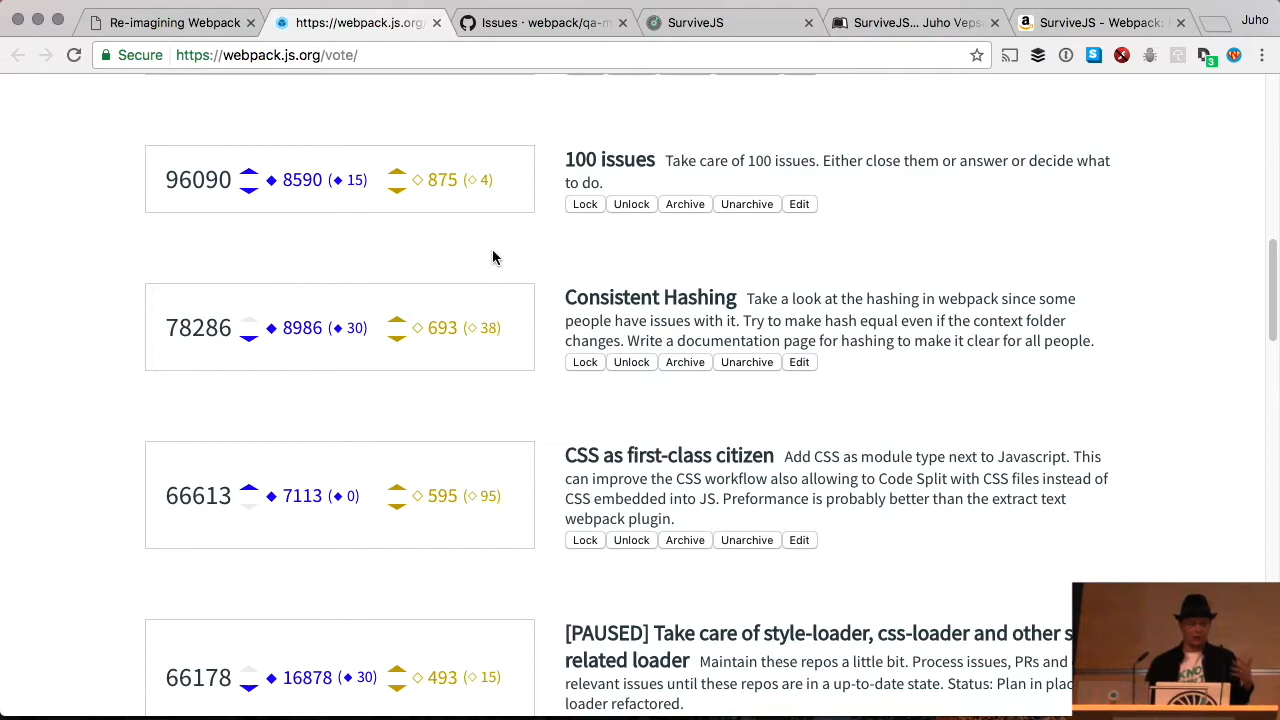 Re-imagining Webpack
https://webpack.js.org/
Issues · webpack/qa-m
SurviveJS
SurviveJS... Juho Veps
SurviveJS - Webpack:
Juho
Secure https://webpack.js.org/vote/
3
96090 8590 (15) 875 (4)
100 issues Take care of 100 issues. Either close them or answer or decide what
to do.
Lock Unlock Archive Unarchive Edit
78286 8986 (30) 693 (38)
Consistent Hashing Take a look at the hashing in webpack since some
people have issues with it. Try to make hash equal even if the context folder
changes. Write a documentation page for hashing to make it clear for all people.
Lock Unlock Archive Unarchive Edit
66613 7113 (0) 595 (95)
CSS as first-class citizen Add CSS as module type next to Javascript. This
can improve the CSS workflow also allowing to Code Split with CSS files instead of
CSS embedded into JS. Preformance is probably better than the extract text
webpack plugin.
Lock Unlock Archive Unarchive Edit
66178 16878 (30) 493 (15)
[PAUSED] Take care of style-loader, css-loader and other s
related loader Maintain these repos a little bit. Process issues, PRs and
relevant issues until these repos are in a up-to-date state. Status: Plan in plac
loader refactored.